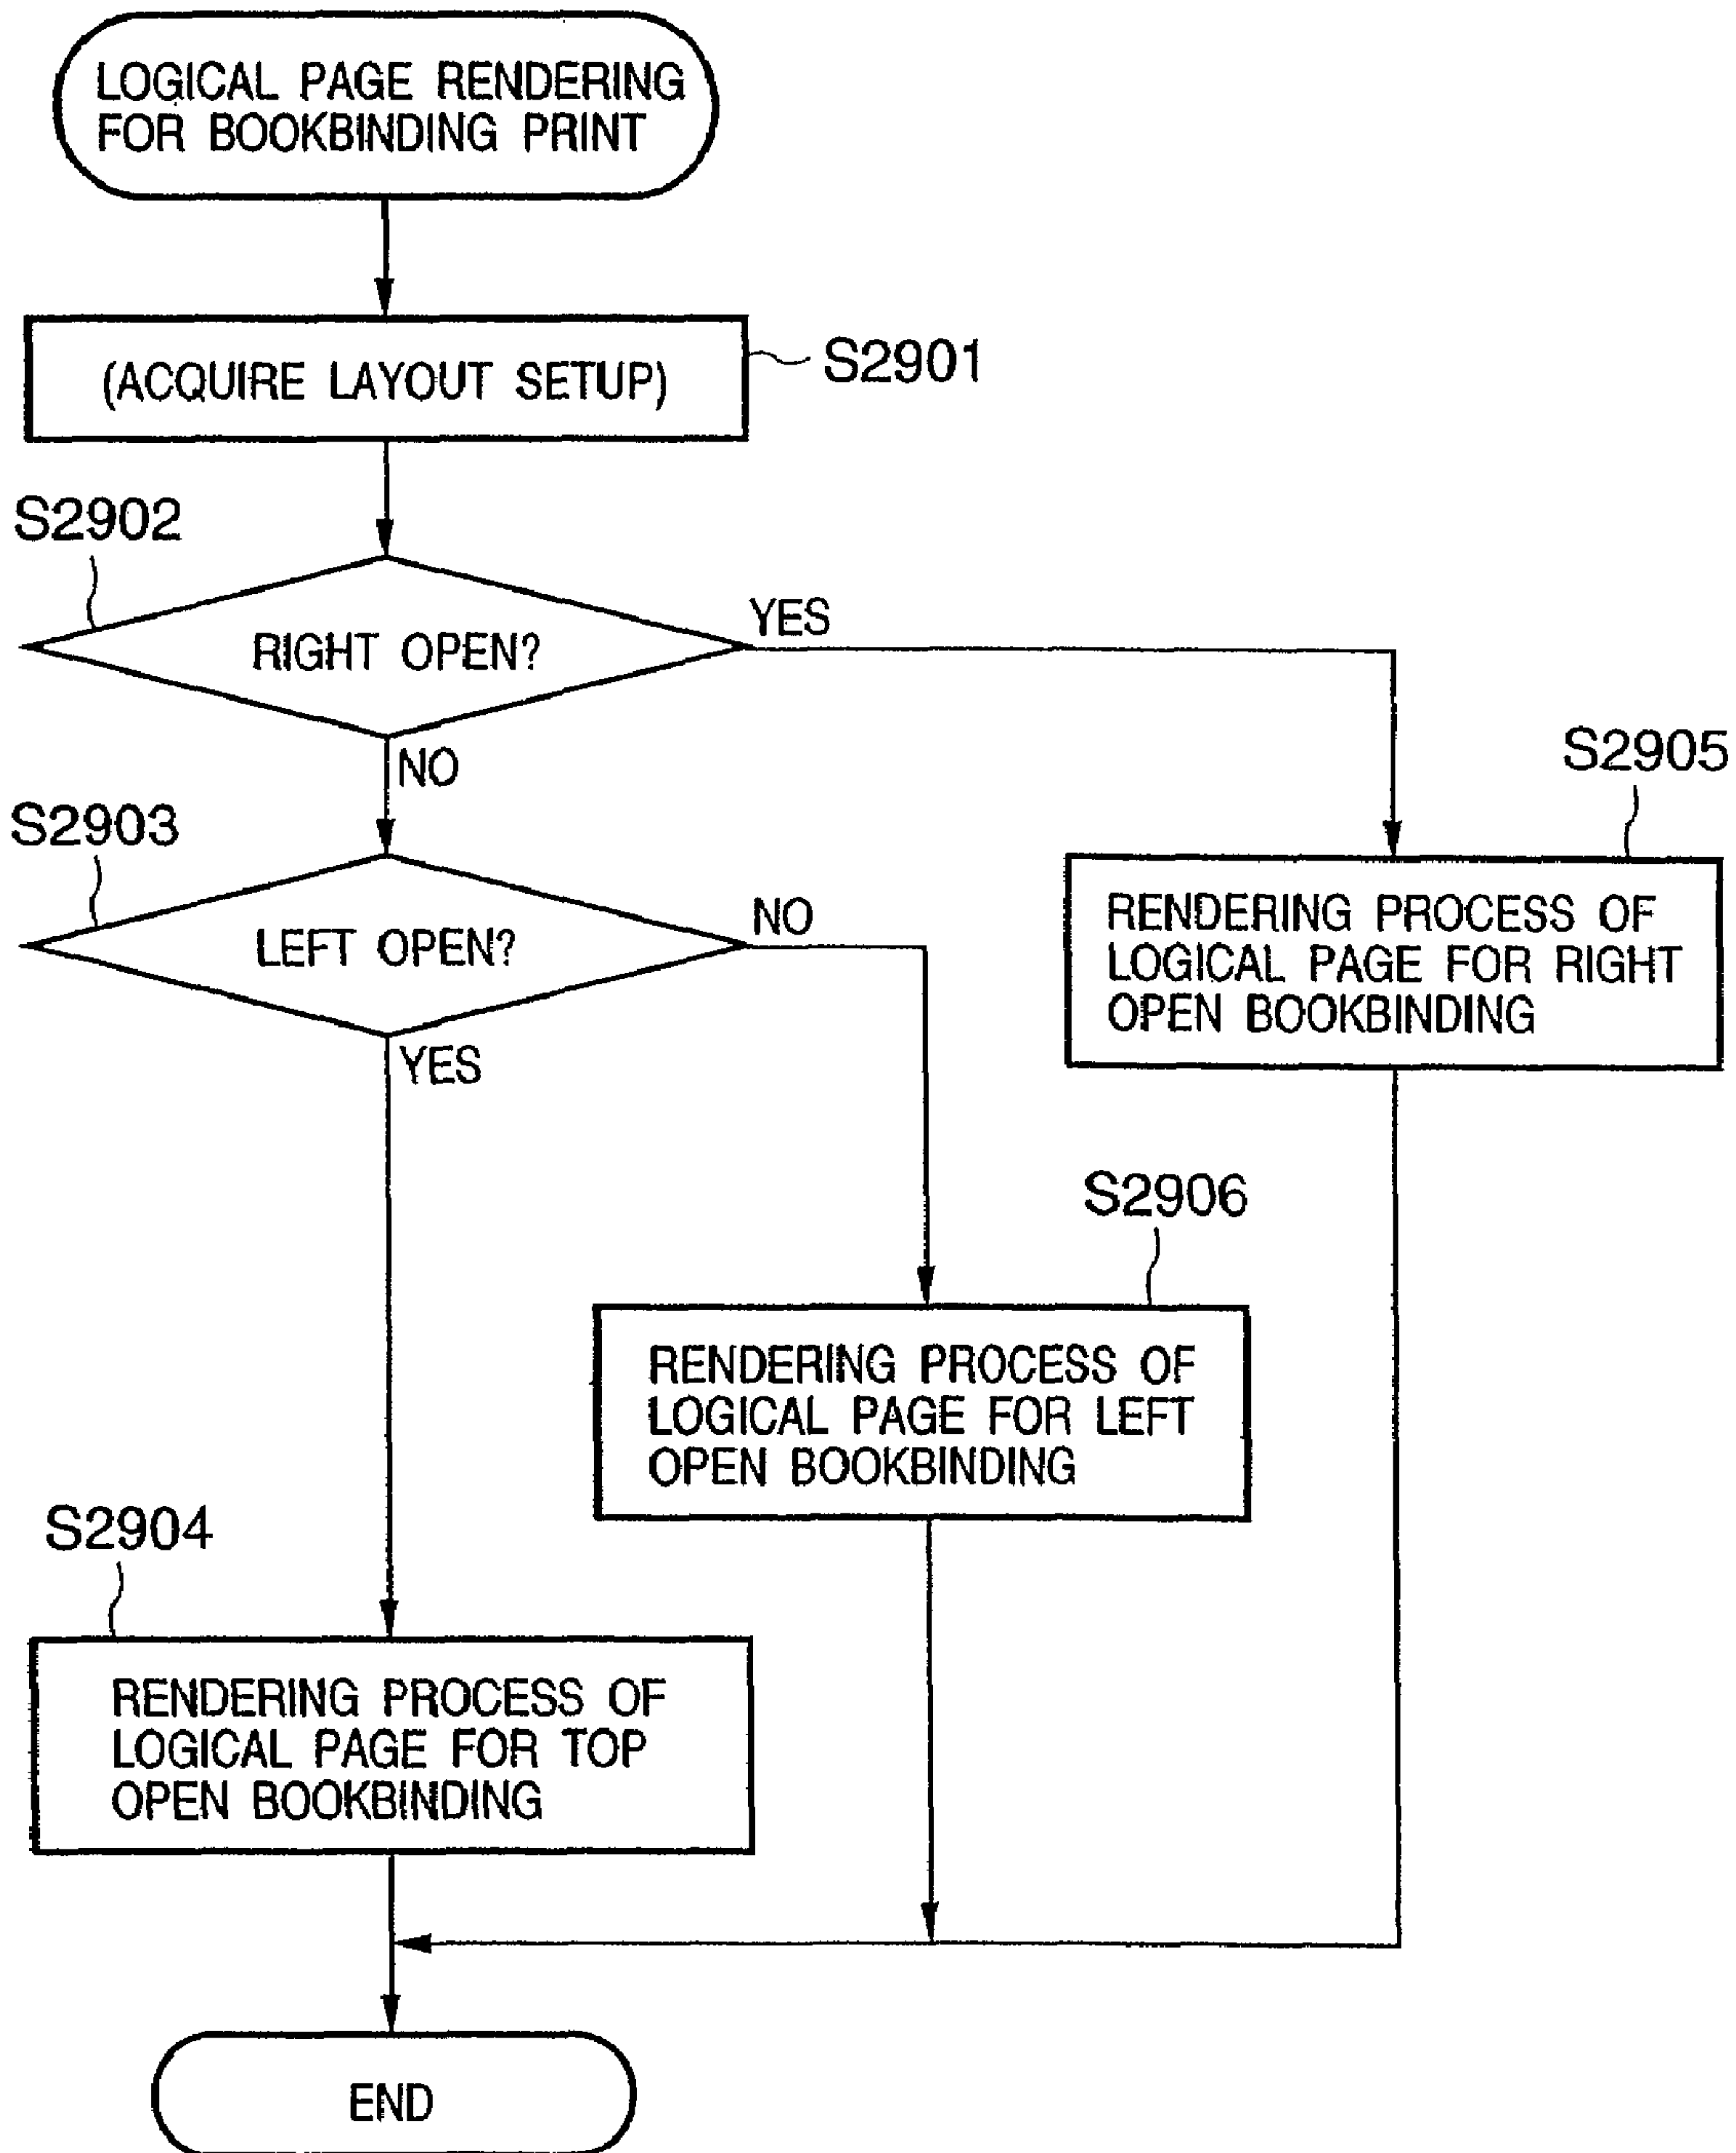 LOGICAL PAGE RENDERING
FOR BOOKBINDING PRINT
(ACQUIRE LAYOUT SETUP)
S2901
S2902
RIGHT OPEN?
YES
NO
S2903
LEFT OPEN?
NO
YES
S2905
RENDERING PROCESS OF
LOGICAL PAGE FOR RIGHT
OPEN BOOKBINDING
S2906
RENDERING PROCESS OF
LOGICAL PAGE FOR LEFT
OPEN BOOKBINDING
S2904
RENDERING PROCESS OF
LOGICAL PAGE FOR TOP
OPEN BOOKBINDING
END